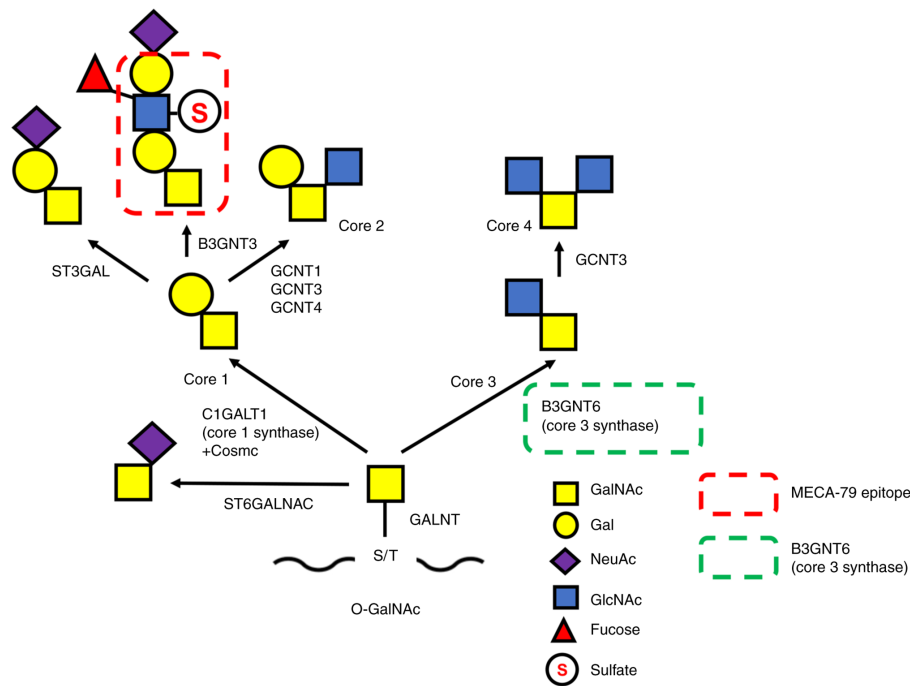 S
Core 2
Core 4
B3GNT3
ST3GAL
GCNT1
GCNT3
GCNT4
GCNT3
Core 1
Core 3
C1GALT1
(core 1 synthase)
+Cosmc
B3GNT6
(core 3 synthase)
ST6GALNAC
GALNT
S/T
O-GalNAc
GalNAc
Gal
NeuAc
GlcNAc
Fucose
S
Sulfate
MECA-79 epitope
B3GNT6
(core 3 synthase)